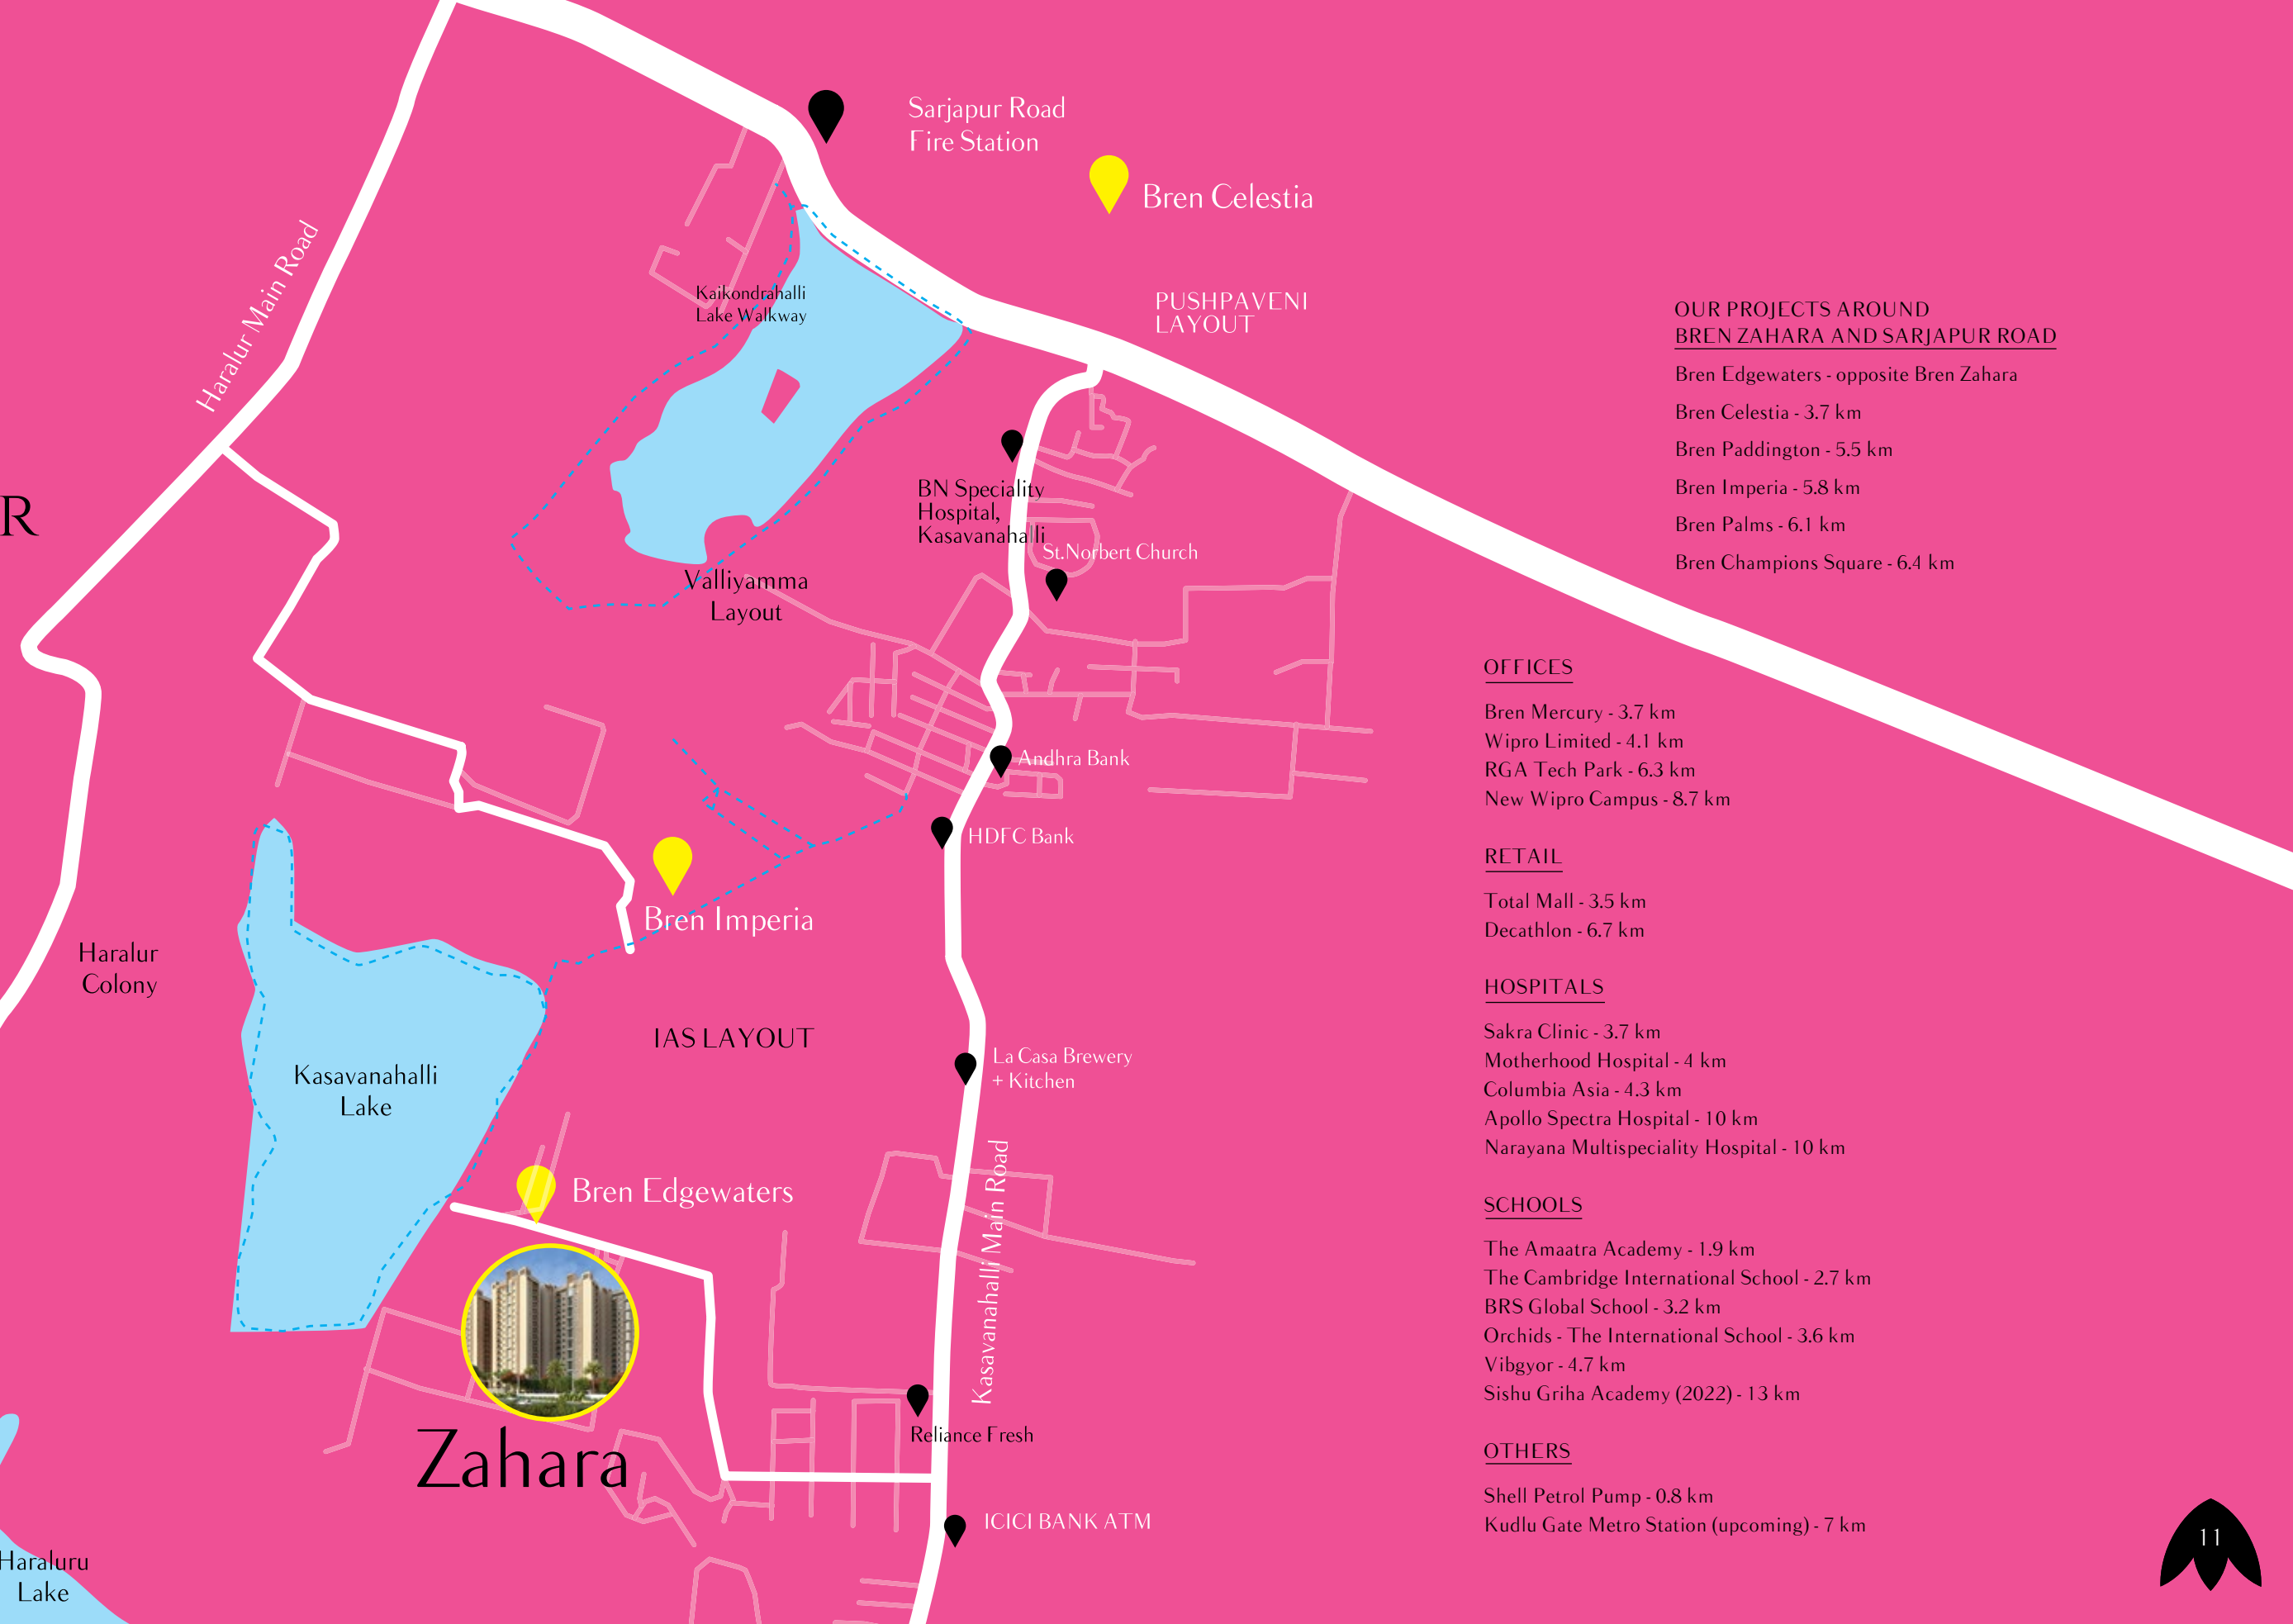 Sarjapur Road
Fire Station
Bren Celestia
Haralur Main Road
Kaikondrahalli
Lake Walkway
PUSHPAVENI
LAYOUT
R
BN Speciality
Hospital,
Kasavanahalli
St.Norbert Church
Valliyamma
Layout
Andhra Bank
HDFC Bank
Bren Imperia
Haralur
Colony
IAS LAYOUT
Kasavanahalli
Lake
La Casa Brewery
+ Kitchen
Bren Edgewaters
Kasavanahalli Main Road
Zahara
Reliance Fresh
ICICI BANK ATM
Haraluru
Lake
OUR PROJECTS AROUND
BREN ZAHARA AND SARJAPUR ROAD
Bren Edgewaters - opposite Bren Zahara
Bren Celestia - 3.7 km
Bren Paddington - 5.5 km
Bren Imperia - 5.8 km
Bren Palms - 6.1 km
Bren Champions Square - 6.4 km
OFFICES
Bren Mercury - 3.7 km
Wipro Limited - 4.1 km
RGA Tech Park - 6.3 km
New Wipro Campus - 8.7 km
RETAIL
Total Mall - 3.5 km
Decathlon - 6.7 km
HOSPITALS
Sakra Clinic - 3.7 km
Motherhood Hospital - 4 km
Columbia Asia - 4.3 km
Apollo Spectra Hospital - 10 km
Narayana Multispeciality Hospital - 10 km
SCHOOLS
The Amaatra Academy - 1.9 km
The Cambridge International School - 2.7 km
BRS Global School - 3.2 km
Orchids - The International School - 3.6 km
Vibgyor - 4.7 km
Sishu Griha Academy (2022) - 13 km
OTHERS
Shell Petrol Pump - 0.8 km
Kudlu Gate Metro Station (upcoming) - 7 km
11